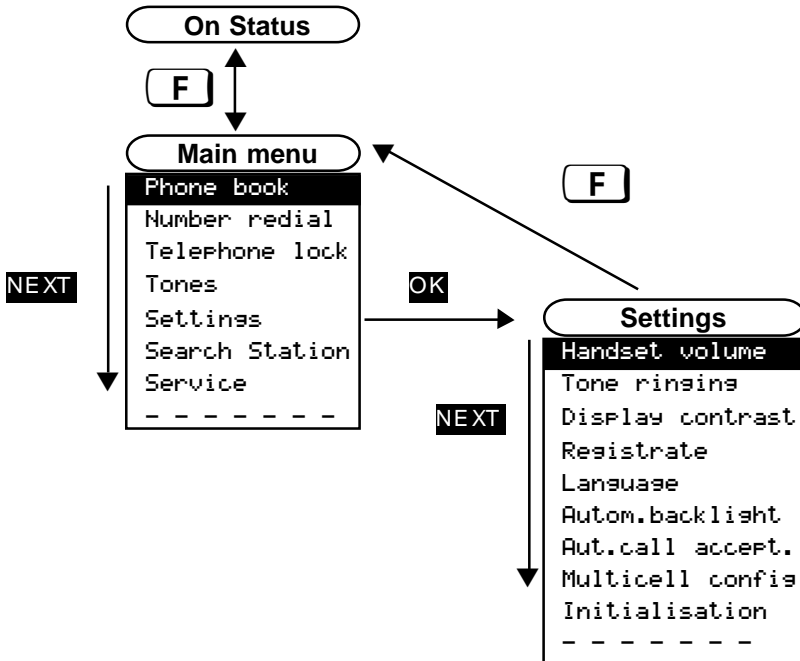 On Status
F
Main menu
Phone book
Number redial
Telephone lock
Tones
Settings
Search Station
Service
- - - - - - -
NEXT
OK
F
Settings
Handset volume
Tone ringing
Display contrast
Registrate
Language
Autom.backlight
Aut.call accept.
Multicell config
Initialisation
- - - - - - -
NEXT